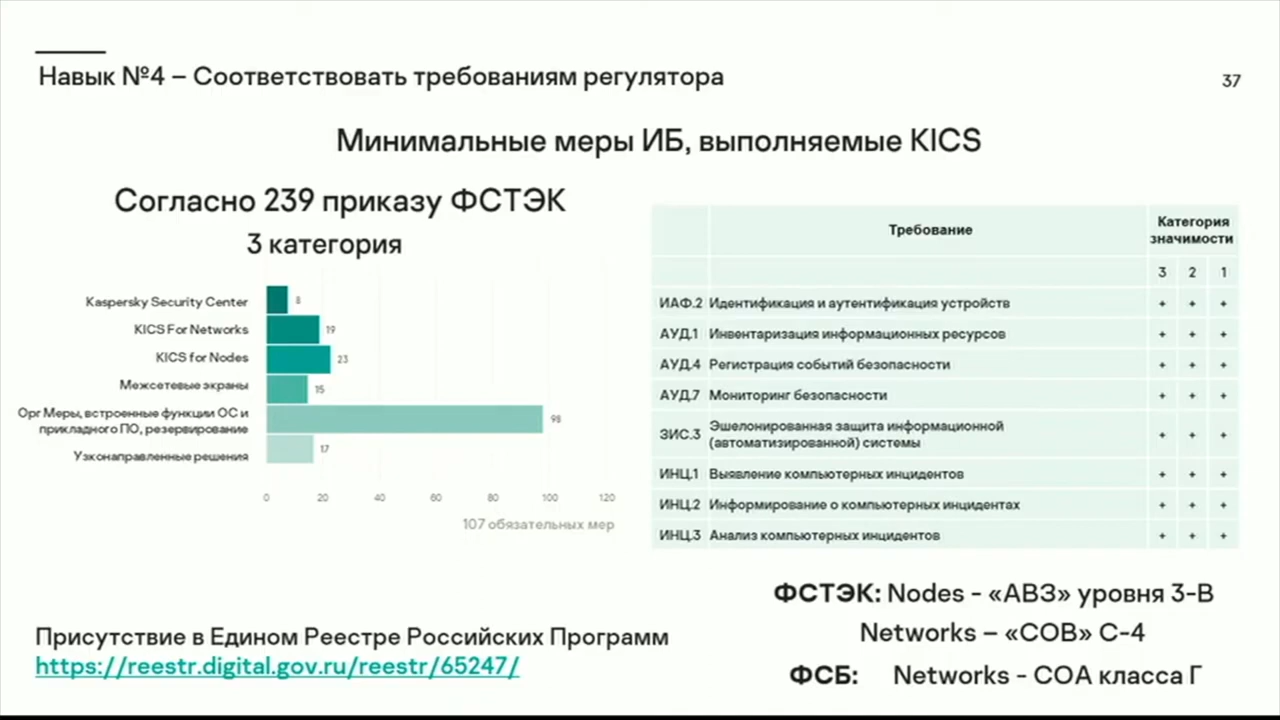 Навык №4 – Соответствовать требованиям регулятора
37
Минимальные меры ИБ, выполняемые KICS
Согласно 239 приказу ФСТЭК
3 категория
Kaspersky Security Center
8
KICS For Networks
19
KICS for Nodes
23
Межсетевые экраны
15
Орг Меры, встроенные функции ОС и
прикладного ПО, резервирование
98
Узконаправленные решения
17
0 20 40 60 80 100 120
107 обязательных мер
Требование
Категория
значимости
3 2 1
ИАФ.2 Идентификация и аутентификация устройств + + +
АУД.1 Инвентаризация информационных ресурсов + + +
АУД.4 Регистрация событий безопасности + + +
АУД.7 Мониторинг безопасности + + +
ЗИС.3 Эшелонированная защита информационной
(автоматизированной) системы + + +
ИНЦ.1 Выявление компьютерных инцидентов + + +
ИНЦ.2 Информирование о компьютерных инцидентах + + +
ИНЦ.3 Анализ компьютерных инцидентов + + +
ФСТЭК: Nodes - «АВЗ» уровня 3-В
Networks – «СОВ» С-4
ФСБ: Networks - СОА класса Г
Присутствие в Едином Реестре Российских Программ
https://reestr.digital.gov.ru/reestr/65247/